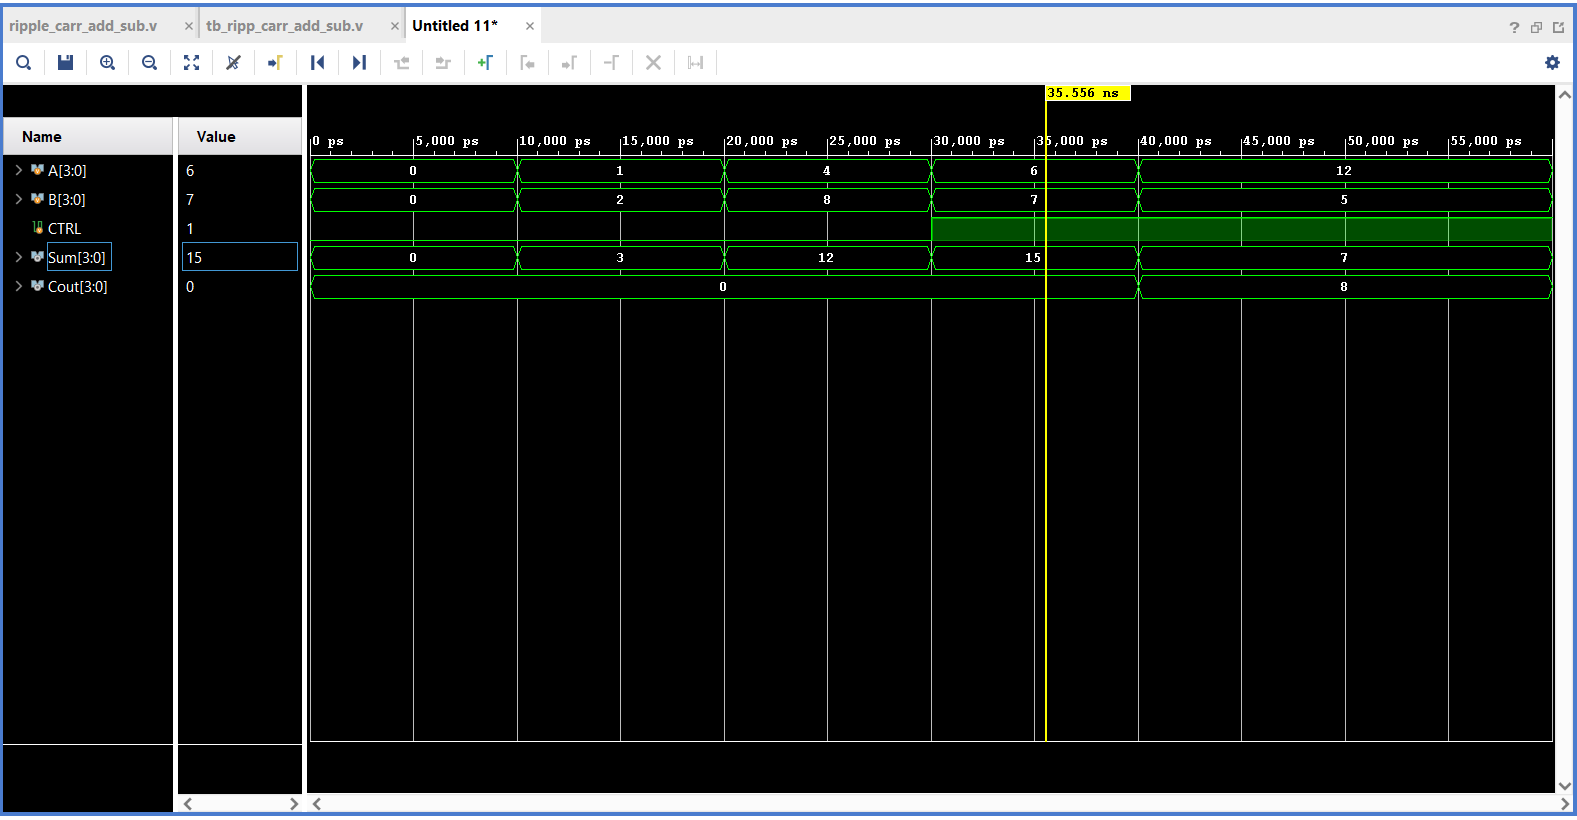 ripple_carr_add_sub.v × tb_ripp_carr_add_sub.v × Untitled 11* × ?
35.556 ns
Name Value
0 ps 5,000 ps 10,000 ps 15,000 ps 20,000 ps 25,000 ps 30,000 ps 35,000 ps 40,000 ps 45,000 ps 50,000 ps 55,000 ps
A[3:0] 6 0 1 4 6 12
B[3:0] 7 0 2 8 7 5
CTRL 1
Sum[3:0] 15 0 3 12 15 7
Cout[3:0] 0 0 8